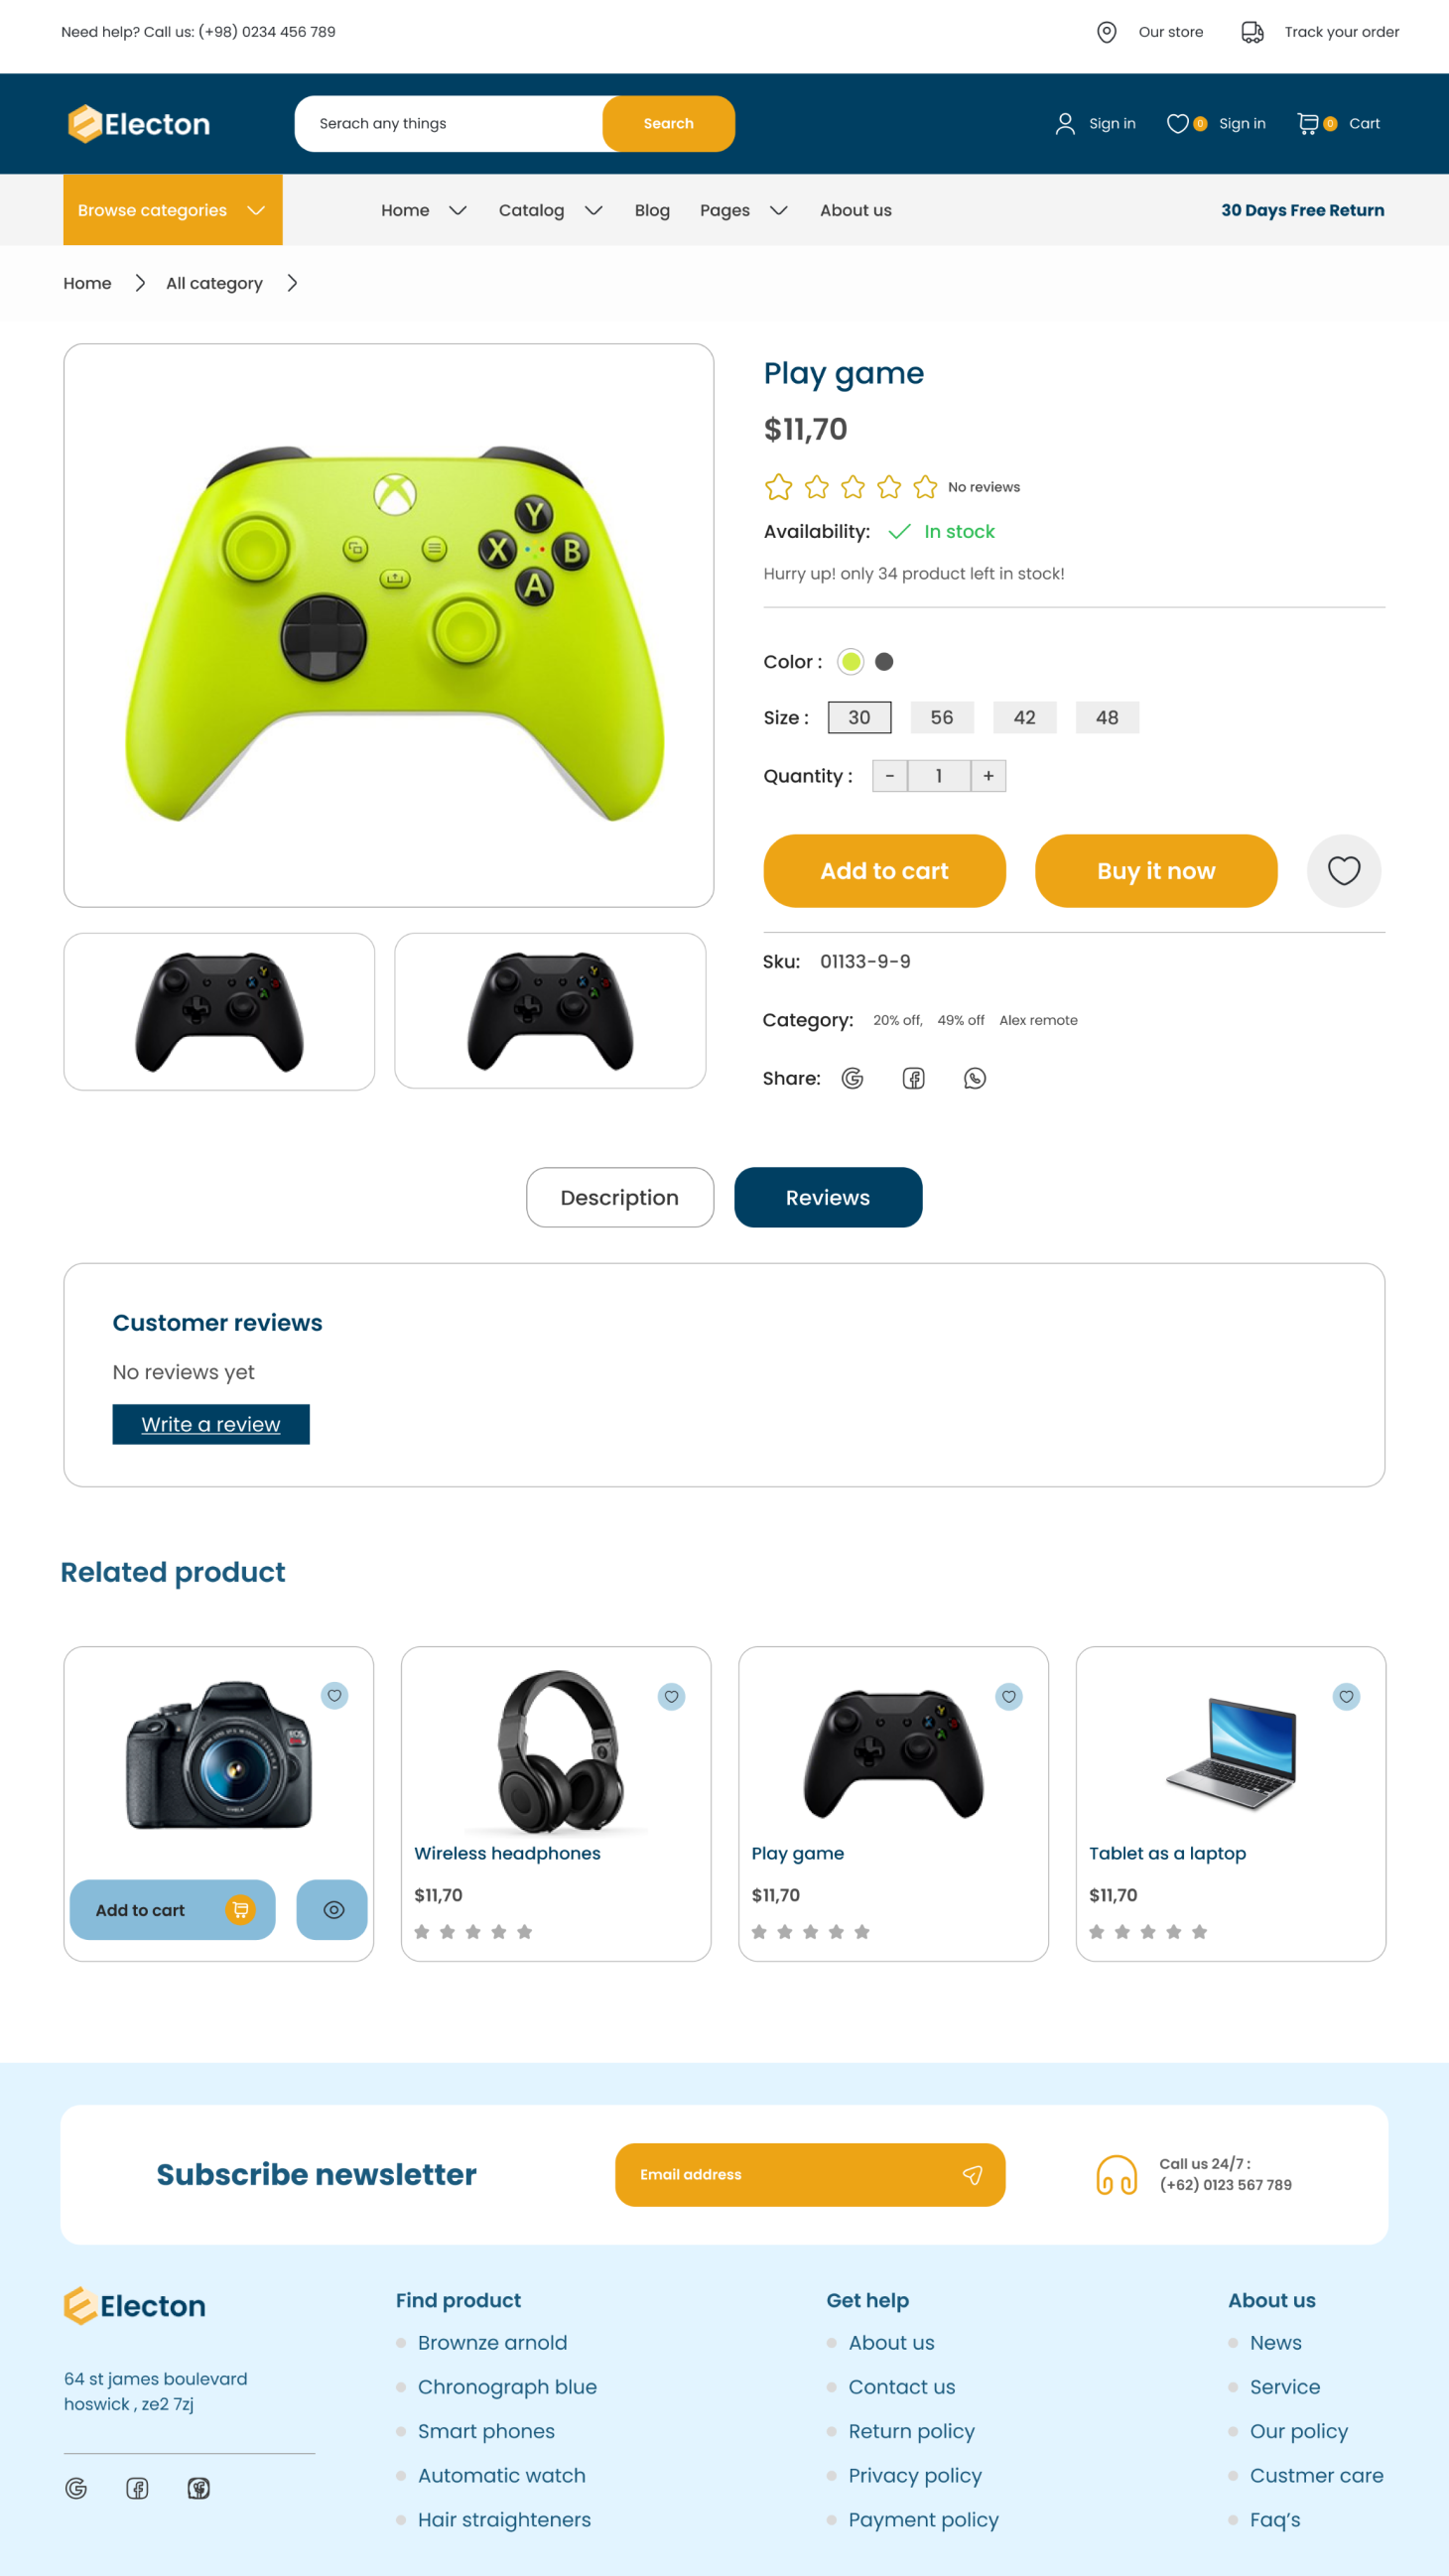 Need help? Call us: (+98) 0234 456 789
Our store
Track your order
Electon
Serach any things
Search
Sign in
0
Sign in
0
Cart
Browse categories
Home
Catalog
Blog
Pages
About us
30 Days Free Return
Home
All category
Play game
$11,70
No reviews
Availability:
In stock
Hurry up! only 34 product left in stock!
Y
X
B
A
Color :
Size :
30
56
42
48
Quantity :
-
1
+
Add to cart
Buy it now
Sku:
01133-9-9
Category:
20% off,
49% off
Alex remote
Share:
Description
Reviews
Customer reviews
No reviews yet
Write a review
Related product
Add to cart
Wireless headphones
$11,70
Play game
$11,70
Tablet as a laptop
$11,70
Subscribe newsletter
Email address
Call us 24/7 :
(+62) 0123 567 789
Electon
64 st james boulevard
hoswick , ze2 7zj
Find product
Brownze arnold
Chronograph blue
Smart phones
Automatic watch
Hair straighteners
Get help
About us
Contact us
Return policy
Privacy policy
Payment policy
About us
News
Service
Our policy
Custmer care
Faq's